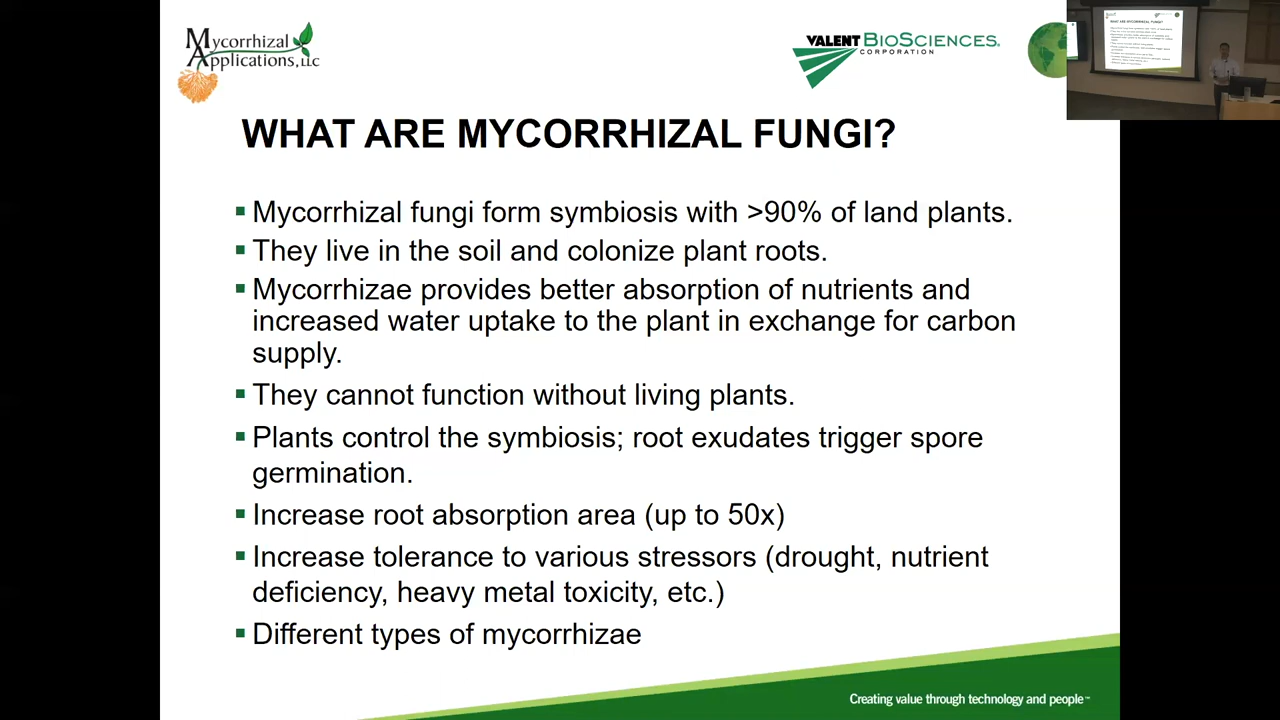 Mycorrhizal
Applications, LLC
VALENT BIOSCIENCES®
CORPORATION
WHAT ARE MYCORRHIZAL FUNGI?
▪ Mycorrhizal fungi form symbiosis with >90% of land plants.
▪ They live in the soil and colonize plant roots.
▪ Mycorrhizae provides better absorption of nutrients and
increased water uptake to the plant in exchange for carbon
supply.
▪ They cannot function without living plants.
▪ Plants control the symbiosis; root exudates trigger spore
germination.
▪ Increase root absorption area (up to 50x)
▪ Increase tolerance to various stressors (drought, nutrient
deficiency, heavy metal toxicity, etc.)
▪ Different types of mycorrhizae
Creating value through technology and people™